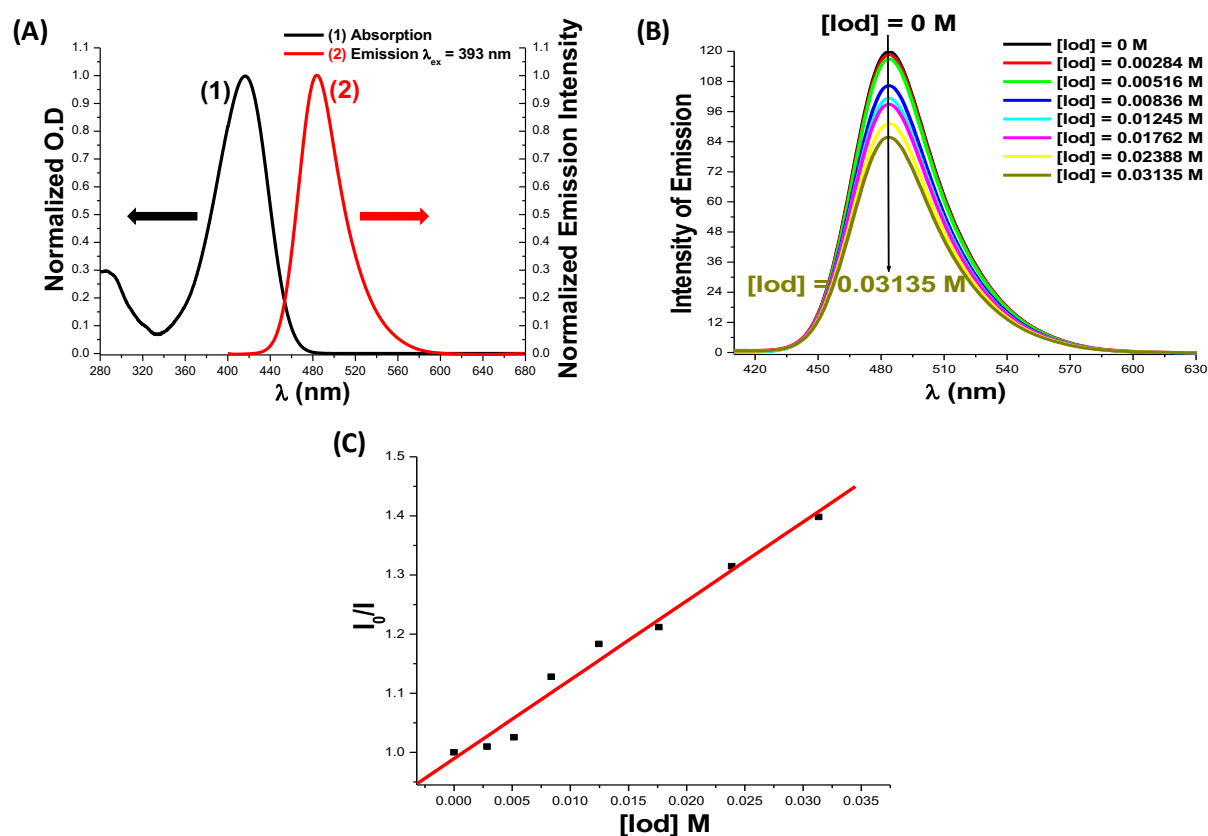 (A)
(1) Absorption
(2) Emission λex = 393 nm
Normalized O.D
1.1
1.0
0.9
0.8
0.7
0.6
0.5
0.4
0.3
0.2
0.1
0.0
(1)
(2)
1.1
1.0
0.9
0.8
0.7
0.6
0.5
0.4
0.3
0.2
0.1
0.0
Normalized Emission Intensity
280 320 360 400 440 480 520 560 600 640 680
λ (nm)
(B)
[Iod] = 0 M
Intensity of Emission
120
108
96
84
72
60
48
36
24
12
0
[Iod] = 0 M
[Iod] = 0.00284 M
[Iod] = 0.00516 M
[Iod] = 0.00836 M
[Iod] = 0.01245 M
[Iod] = 0.01762 M
[Iod] = 0.02388 M
[Iod] = 0.03135 M
[Iod] = 0.03135 M
420 450 480 510 540 570 600 630
λ (nm)
(C)
I0/I
1.5
1.4
1.3
1.2
1.1
1.0
0.000 0.005 0.010 0.015 0.020 0.025 0.030 0.035
[Iod] M